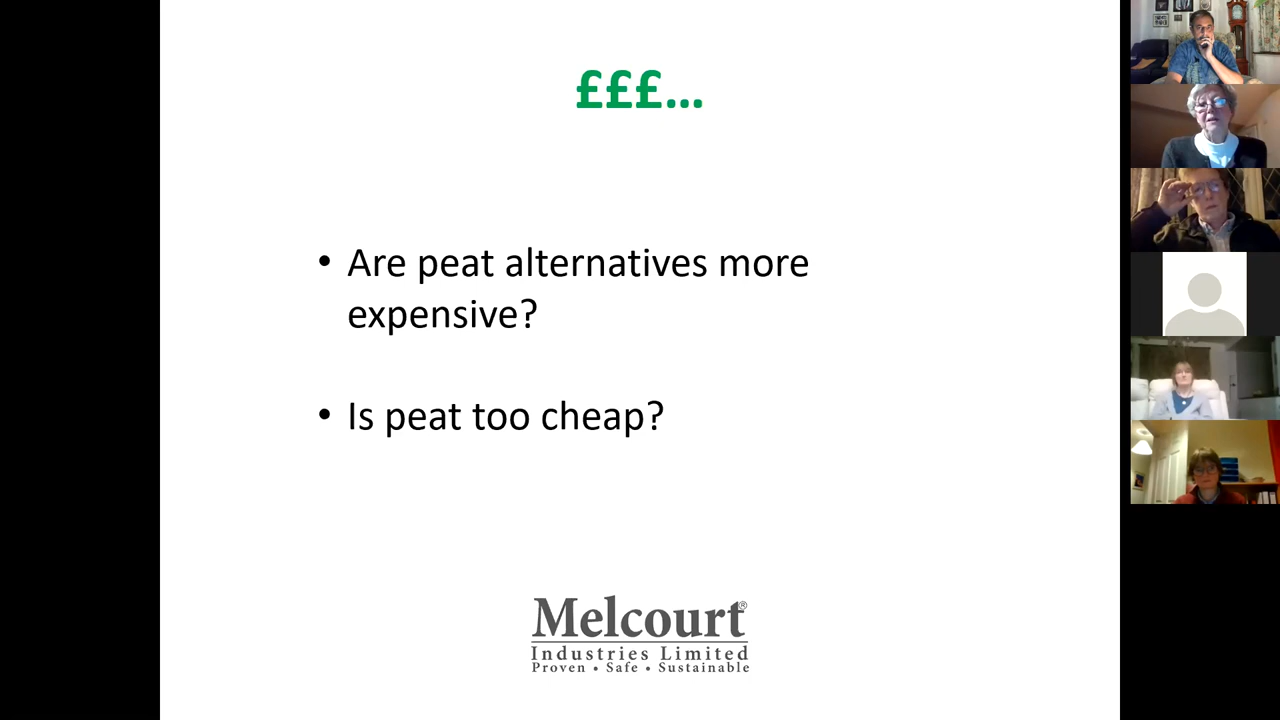 £££...
• Are peat alternatives more
expensive?
• Is peat too cheap?
Melcourt®
Industries Limited
Proven • Safe • Sustainable